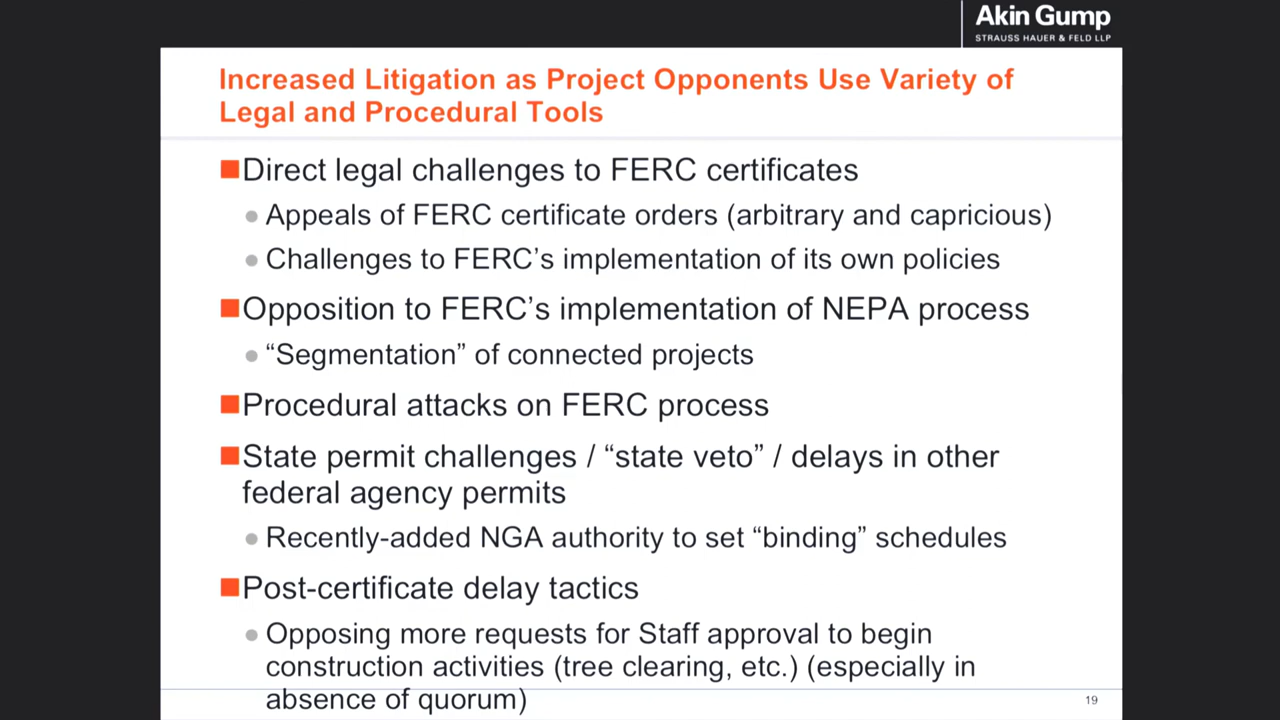 Akin Gump
STRAUSS HAUER & FELD LLP
Increased Litigation as Project Opponents Use Variety of
Legal and Procedural Tools
Direct legal challenges to FERC certificates
Appeals of FERC certificate orders (arbitrary and capricious)
Challenges to FERC’s implementation of its own policies
Opposition to FERC’s implementation of NEPA process
“Segmentation” of connected projects
Procedural attacks on FERC process
State permit challenges / “state veto” / delays in other
federal agency permits
Recently-added NGA authority to set “binding” schedules
Post-certificate delay tactics
Opposing more requests for Staff approval to begin
construction activities (tree clearing, etc.) (especially in
absence of quorum)
19